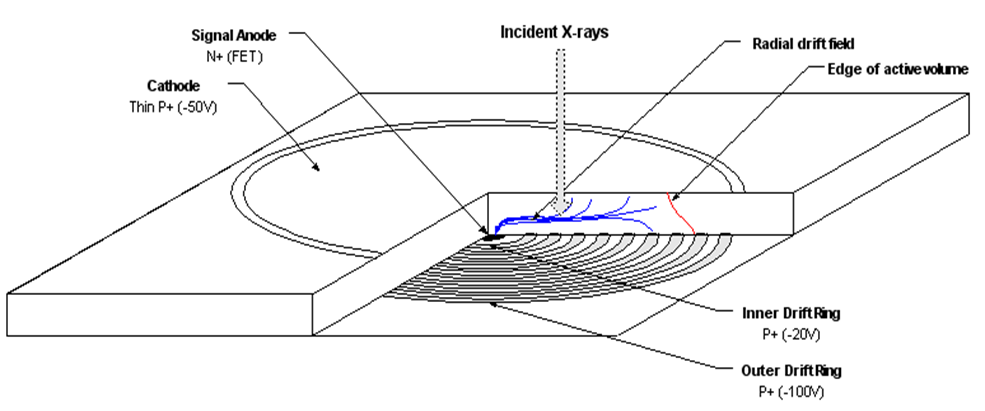 Signal Anode
N+ (FET)
Cathode
Thin P+ (-50V)
Incident X-rays
Radial drift field
Edge of active volume
Inner Drift Ring
P+ (-20V)
Outer Drift Ring
P+ (-100V)